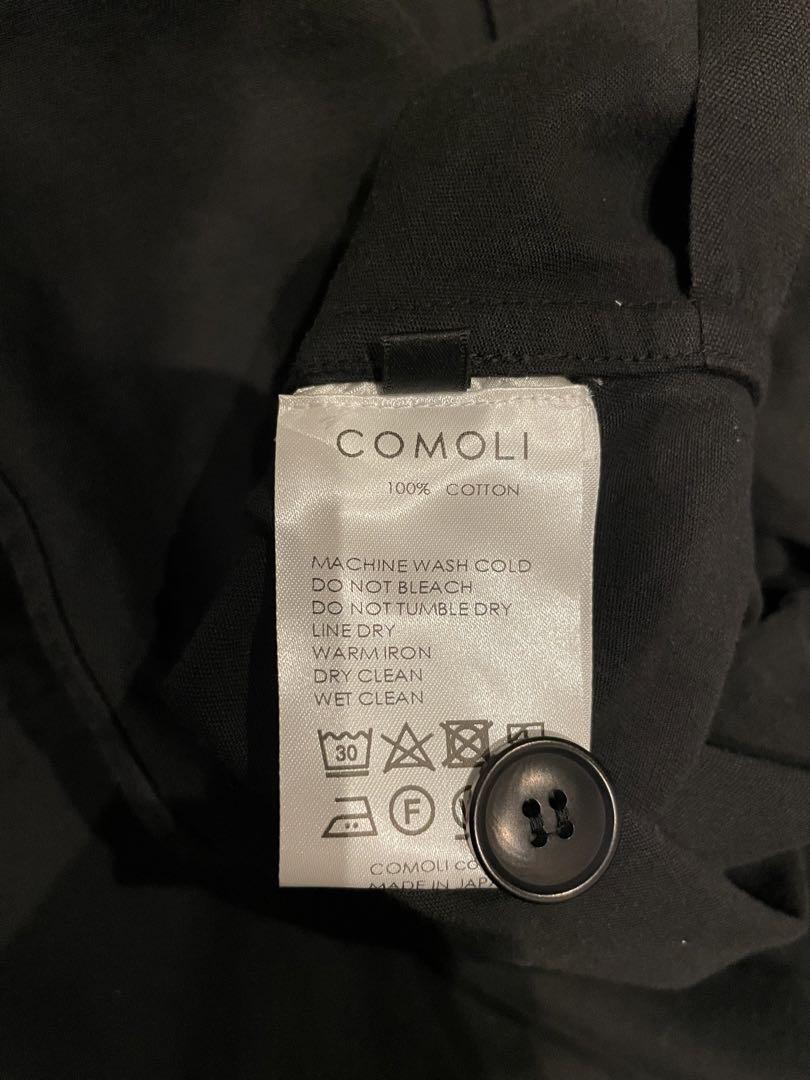 COMOLI
100% COTTON
MACHINE WASH COLD
DO NOT BLEACH
DO NOT TUMBLE DRY
LINE DRY
WARM IRON
DRY CLEAN
WET CLEAN
30
F
COMOLI
MADE IN